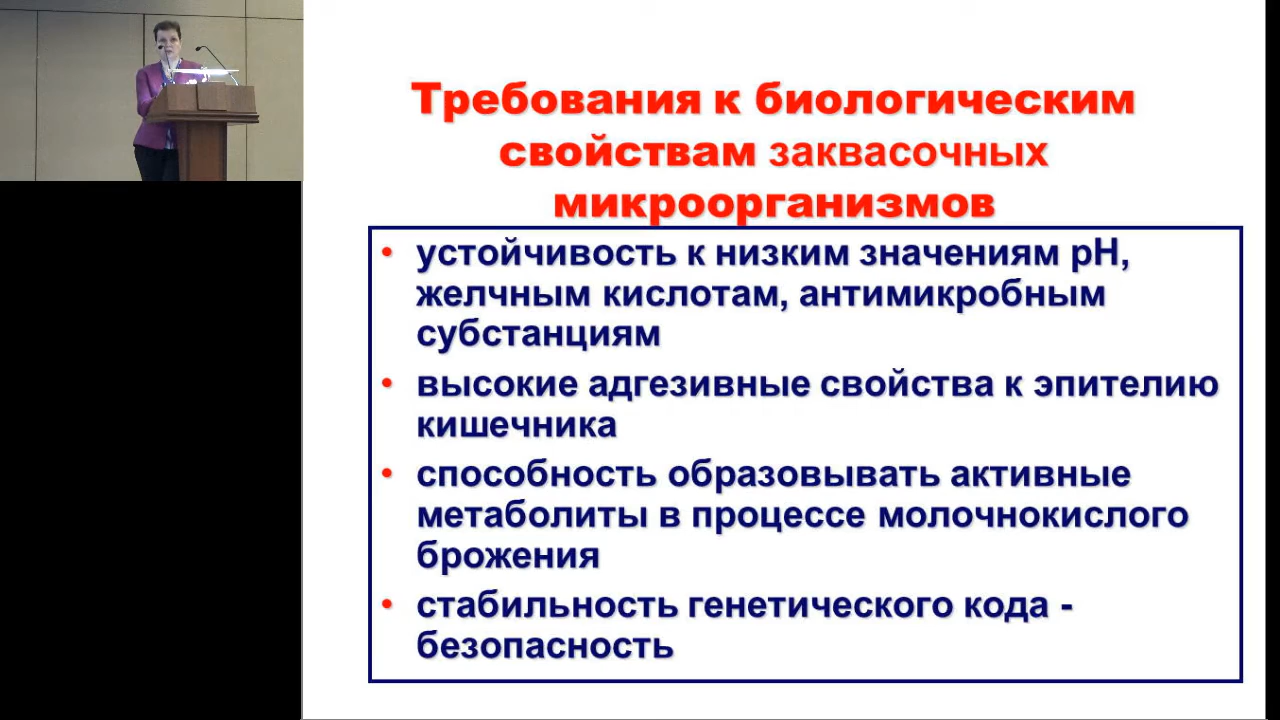 Требования к биологическим
свойствам заквасочных
микроорганизмов
• устойчивость к низким значениям pH,
желчным кислотам, антимикробным
субстанциям
• высокие адгезивные свойства к эпителию
кишечника
• способность образовывать активные
метаболиты в процессе молочнокислого
брожения
• стабильность генетического кода -
безопасность